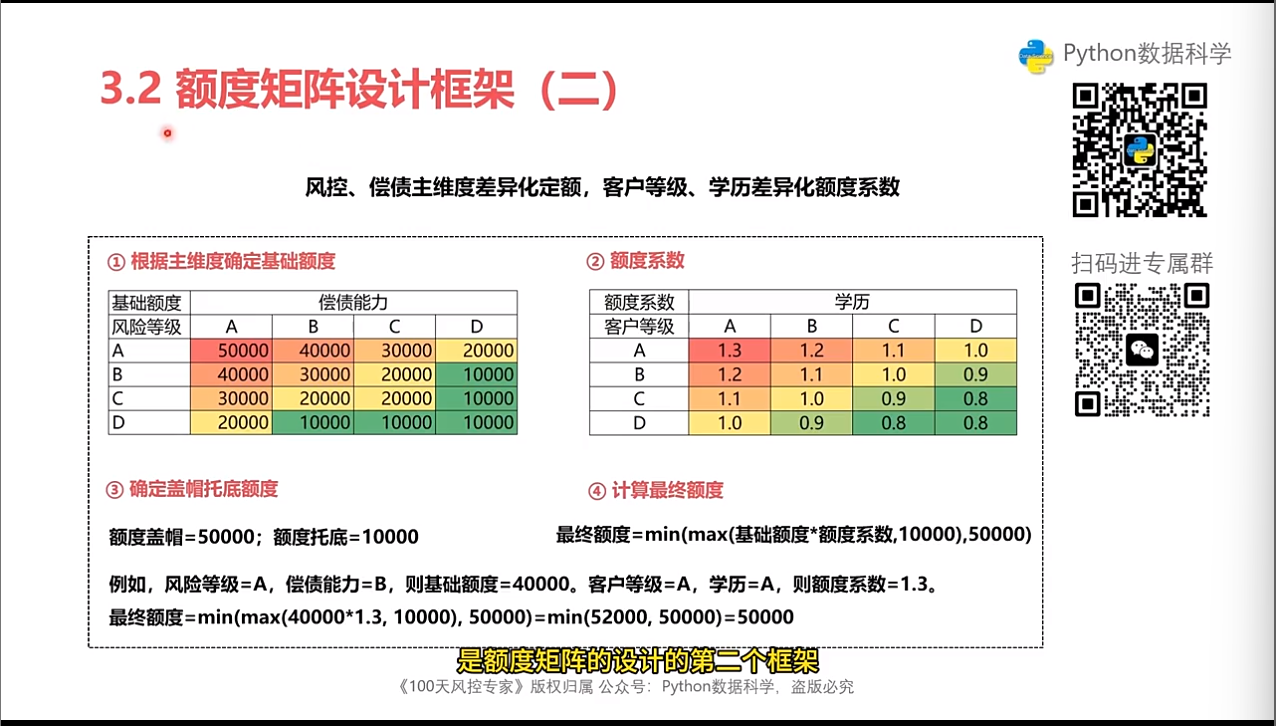 3.2 额度矩阵设计框架（二）
Python数据科学
风控、偿债主维度差异化定额，客户等级、学历差异化额度系数
扫码进专属群
① 根据主维度确定基础额度
基础额度 偿债能力
风险等级 A B C D
A 50000 40000 30000 20000
B 40000 30000 20000 10000
C 30000 20000 20000 10000
D 20000 10000 10000 10000
② 额度系数
额度系数 学历
客户等级 A B C D
A 1.3 1.2 1.1 1.0
B 1.2 1.1 1.0 0.9
C 1.1 1.0 0.9 0.8
D 1.0 0.9 0.8 0.8
③ 确定盖帽托底额度
额度盖帽=50000；额度托底=10000
④ 计算最终额度
最终额度=min(max(基础额度*额度系数,10000),50000)
例如，风险等级=A，偿债能力=B，则基础额度=40000。客户等级=A，学历=A，则额度系数=1.3。
最终额度=min(max(40000*1.3, 10000), 50000)=min(52000, 50000)=50000
是额度矩阵的设计的第二个框架
《100天风控专家》版权归属 公众号：Python数据科学，盗版必究